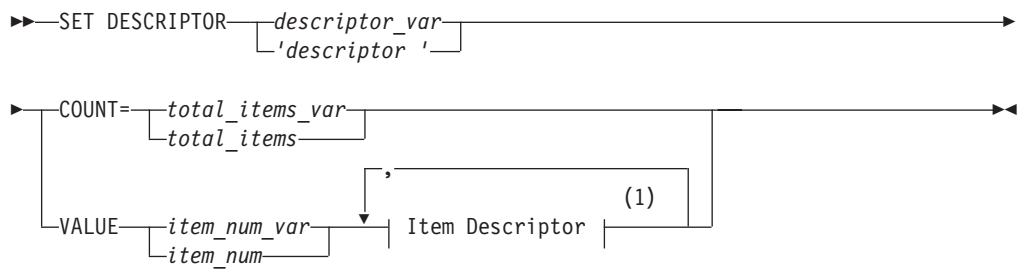 SET DESCRIPTOR descriptor_var
'descriptor '
COUNT= total_items_var
total_items
,
(1)
VALUE item_num_var Item Descriptor
item_num